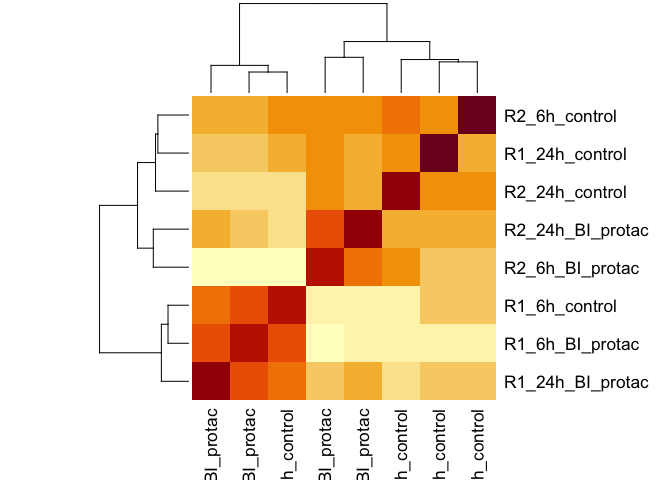 R2_6h_control
R1_24h_control
R2_24h_control
R2_24h_BI_protac
R2_6h_BI_protac
R1_6h_control
R1_6h_BI_protac
R1_24h_BI_protac
BI_protac
BI_protac
h_control
BI_protac
BI_protac
h_control
h_control
h_control